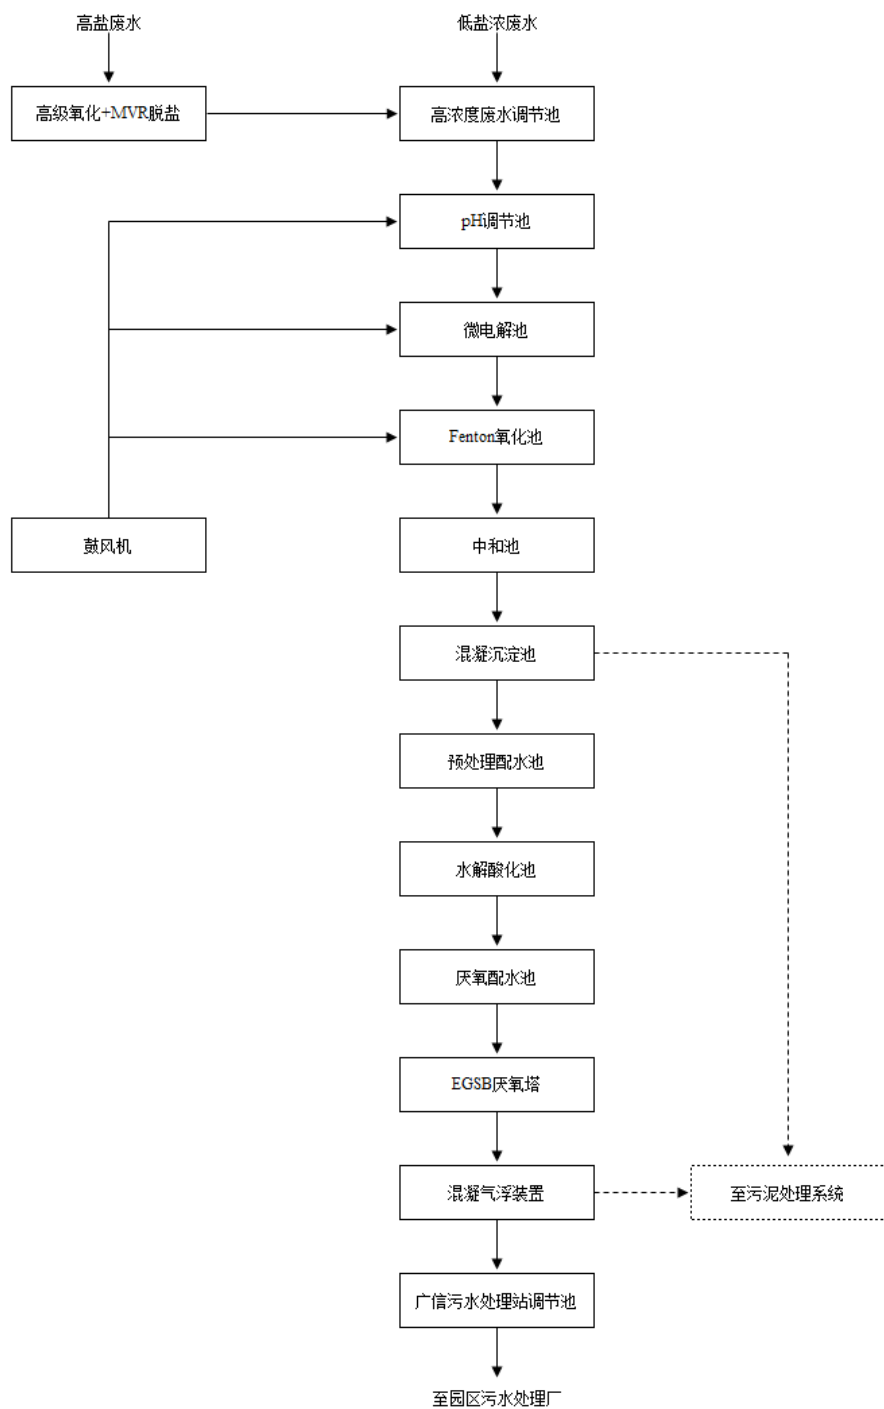 高盐废水
低盐浓废水
高级氧化+MVR脱盐
高浓度废水调节池
pH调节池
微电解池
Fenton氧化池
鼓风机
中和池
混凝沉淀池
预处理配水池
水解酸化池
厌氧配水池
EGSB厌氧塔
混凝气浮装置
至污泥处理系统
广信污水处理站调节池
至园区污水处理厂